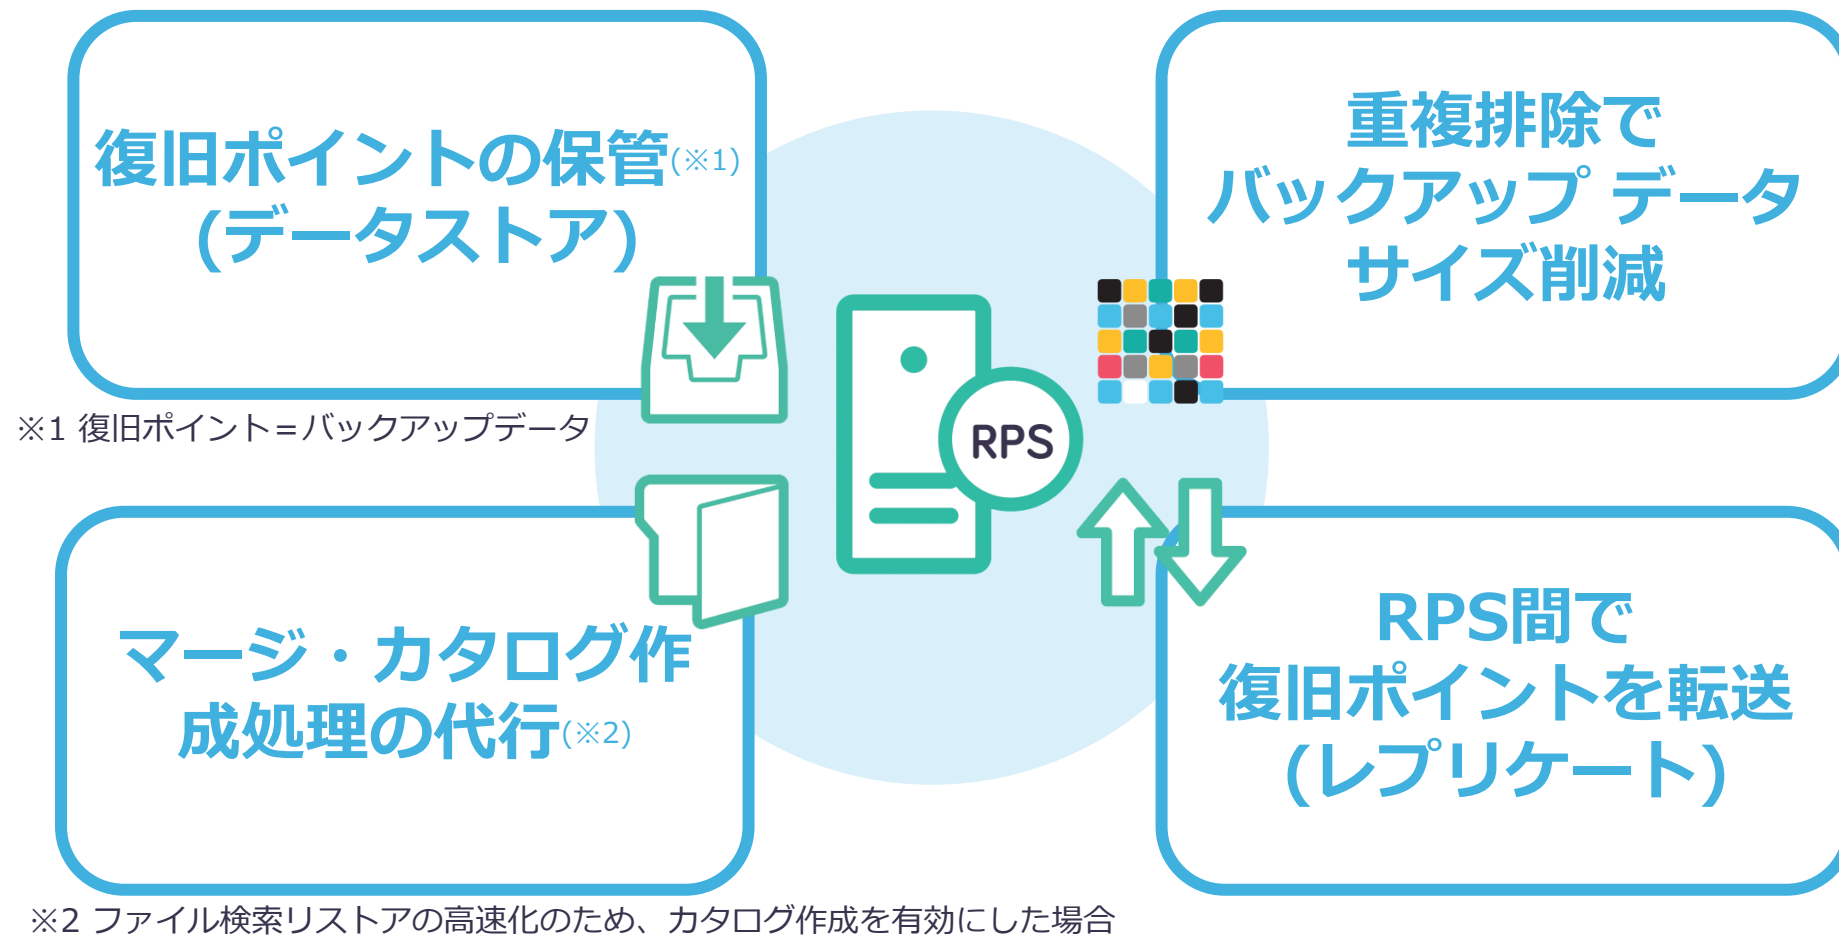 復旧ポイントの保管(※1)
(データストア)
※1 復旧ポイント＝バックアップデータ
重複排除で
バックアップ データ
サイズ削減
RPS
マージ・カタログ作
成処理の代行(※2)
※2 ファイル検索リストアの高速化のため、カタログ作成を有効にした場合
RPS間で
復旧ポイントを転送
(レプリケート)